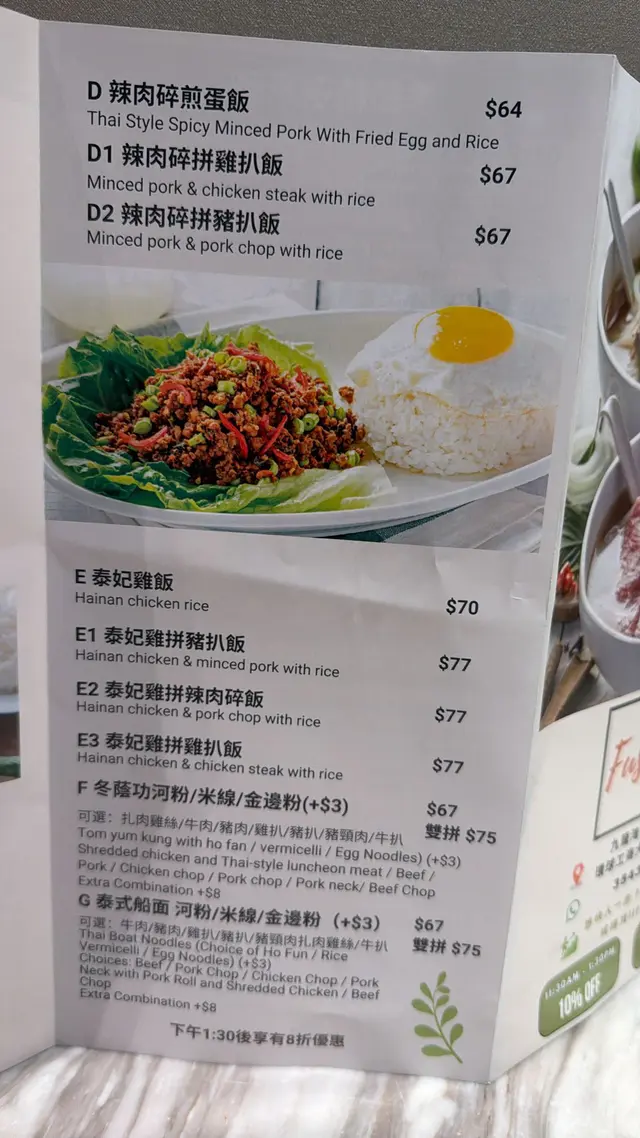 D 辣肉碎煎蛋飯 $64
Thai Style Spicy Minced Pork With Fried Egg and Rice
D1 辣肉碎拼雞扒飯 $67
Minced pork & chicken steak with rice
D2 辣肉碎拼豬扒飯 $67
Minced pork & pork chop with rice
E 泰妃雞飯
Hainan chicken rice $70
E1 泰妃雞拼豬扒飯
Hainan chicken & minced pork with rice $77
E2 泰妃雞拼辣肉碎飯
Hainan chicken & pork chop with rice $77
E3 泰妃雞拼雞扒飯
Hainan chicken & chicken steak with rice $77
F 冬蔭功河粉/米線/金邊粉(+$3) $67
可選：扎肉雞絲/牛肉/豬肉/雞扒/豬扒/豬頸肉/牛扒 雙拼 $75
Tom yum kung with ho fan / vermicelli / Egg Noodles) (+$3)
Shredded chicken and Thai-style luncheon meat / Beef /
Pork / Chicken chop / Pork chop / Pork neck/ Beef Chop
Extra Combination +$8
G 泰式船面 河粉/米線/金邊粉 (+$3) $67
可選：牛肉/豬肉/雞扒/豬扒/豬頸肉扎肉雞絲/牛扒 雙拼 $75
Thai Boat Noodles (Choice of Ho Fun / Rice
Vermicelli / Egg Noodles) (+$3)
Choices: Beef / Pork Chop / Chicken Chop / Pork
Neck with Pork Roll and Shredded Chicken / Beef
Chop
Extra Combination +$8
下午1:30後享有8折優惠
11:30AM - 1:30PM
10% OFF